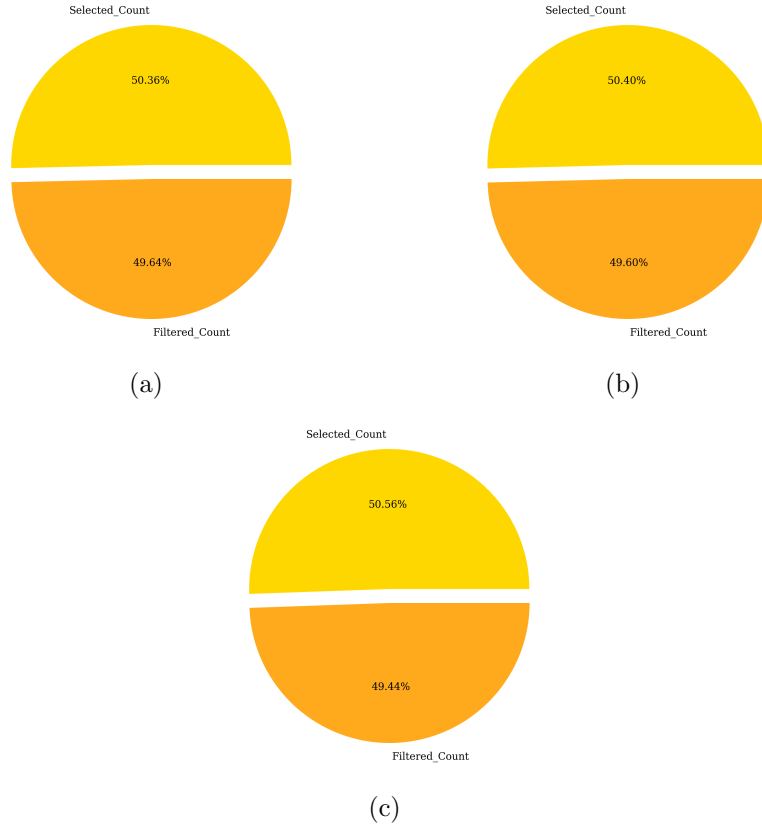 Selected_Count
50.36%
49.64%
Filtered_Count
(a)
Selected_Count
50.40%
49.60%
Filtered_Count
(b)
Selected_Count
50.56%
49.44%
Filtered_Count
(c)